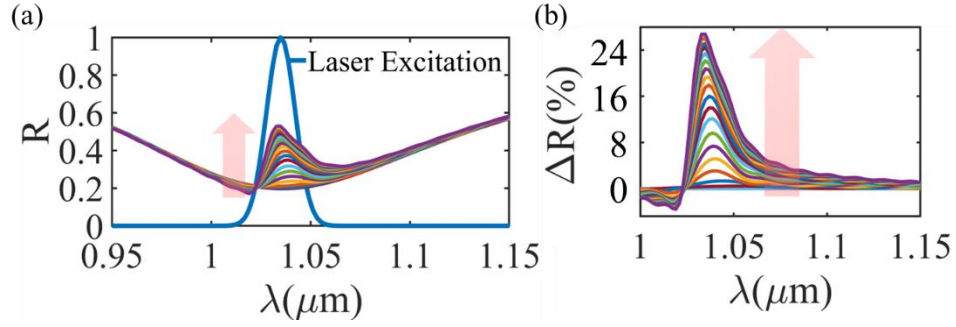 (a)
R
1
0.8
0.6
0.4
0.2
0
Laser Excitation
0.95 1 1.05 1.1 1.15
λ(μm)
(b)
ΔR(%)
24
16
8
0
1 1.05 1.1 1.15
λ(μm)